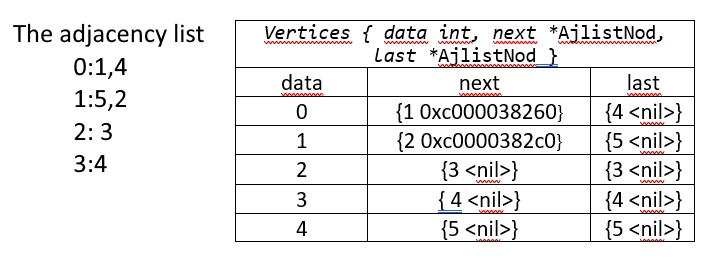 The adjacency list
0:1,4
1:5,2
2: 3
3:4
Vertices { data int, next *AjlistNod,
last *AjlistNod }
data next last
0 {1 0xc000038260} {4 <nil>}
1 {2 0xc0000382c0} {5 <nil>}
2 {3 <nil>} {3 <nil>}
3 { 4 <nil>} {4 <nil>}
4 {5 <nil>} {5 <nil>}